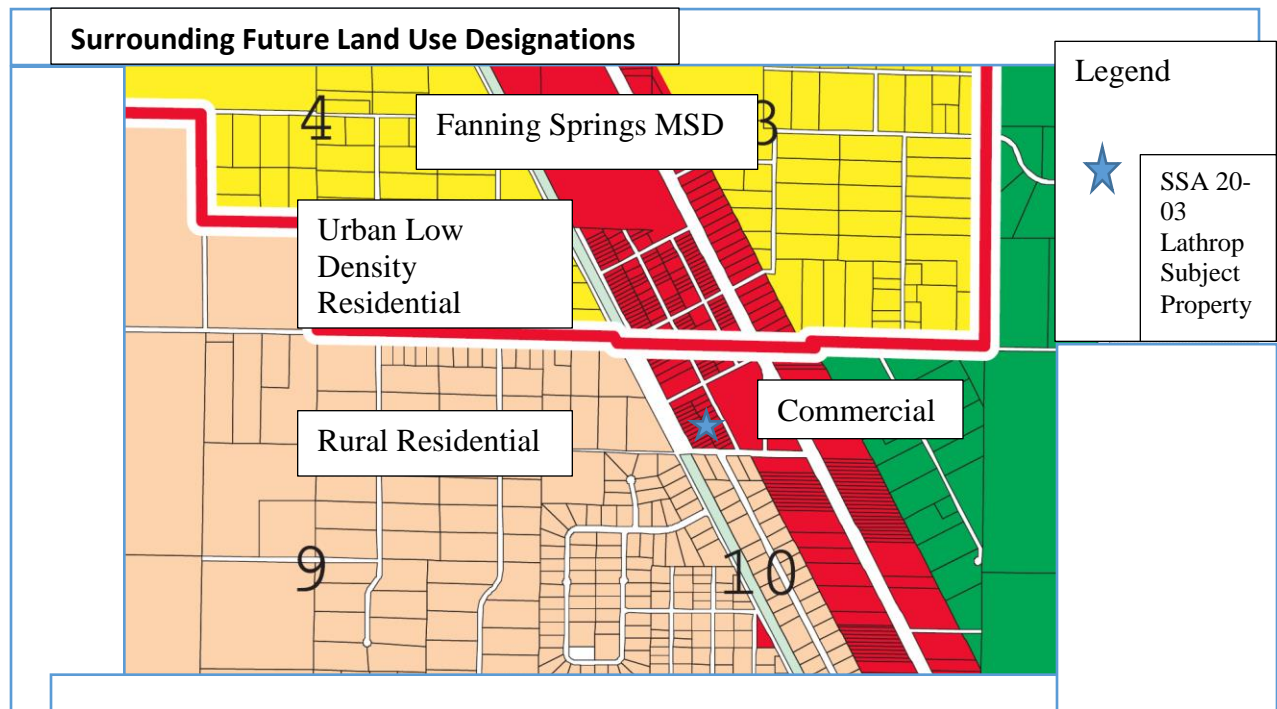 Surrounding Future Land Use Designations
Legend
4
Fanning Springs MSD
3
SSA 20-
03
Lathrop
Subject
Property
Urban Low
Density
Residential
Commercial
Rural Residential
9
10